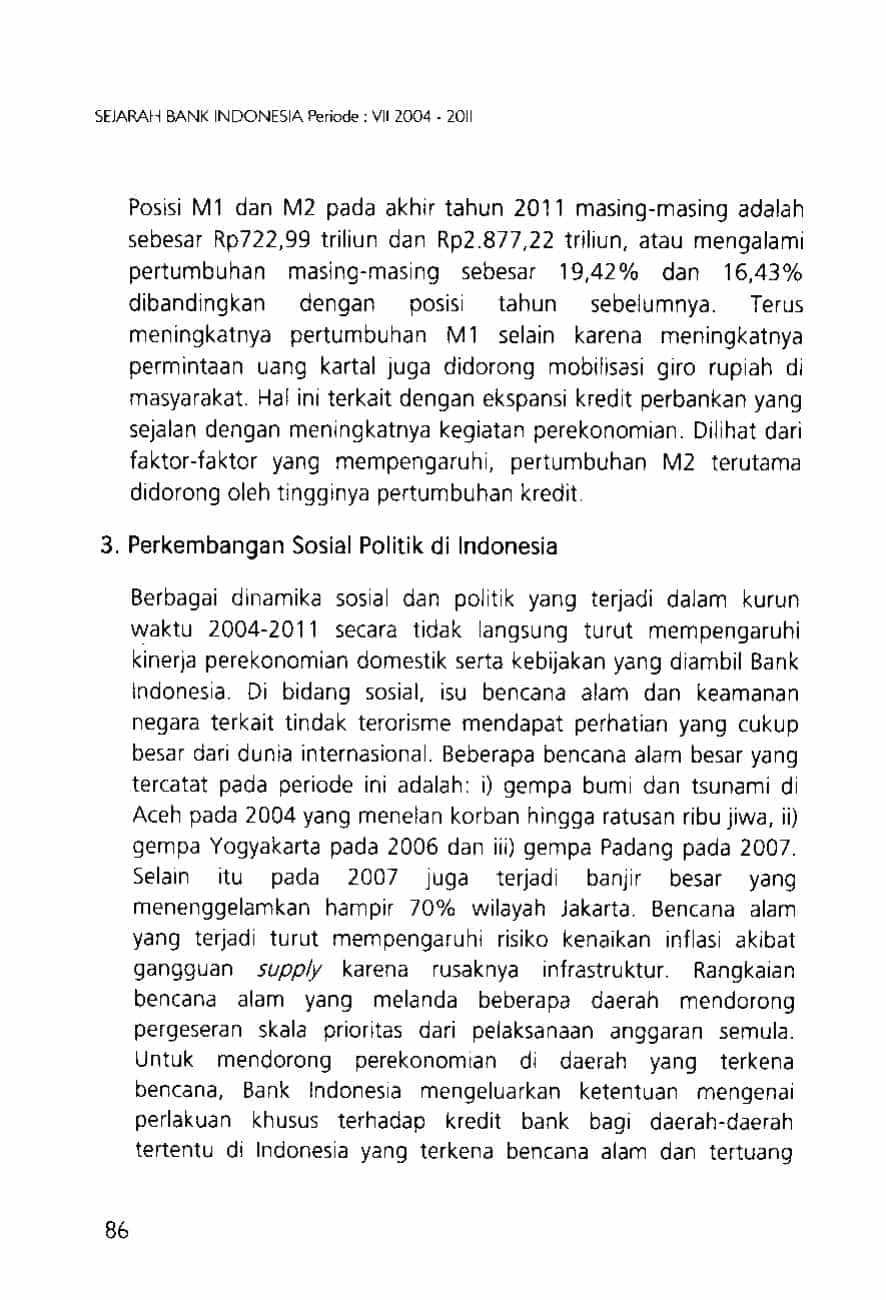 SEJARAH BANK INDONESIA Periode : VII 2004 - 2011
Posisi M1 dan M2 pada akhir tahun 2011 masing-masing adalah
sebesar Rp722,99 triliun dan Rp2.877,22 triliun, atau mengalami
pertumbuhan masing-masing sebesar 19,42% dan 16,43%
dibandingkan dengan posisi tahun sebelumnya. Terus
meningkatnya pertumbuhan M1 selain karena meningkatnya
permintaan uang kartal juga didorong mobilisasi giro rupiah di
masyarakat. Hal ini terkait dengan ekspansi kredit perbankan yang
sejalan dengan meningkatnya kegiatan perekonomian. Dilihat dari
faktor-faktor yang mempengaruhi, pertumbuhan M2 terutama
didorong oleh tingginya pertumbuhan kredit.
3. Perkembangan Sosial Politik di Indonesia
Berbagai dinamika sosial dan politik yang terjadi dalam kurun
waktu 2004-2011 secara tidak langsung turut mempengaruhi
kinerja perekonomian domestik serta kebijakan yang diambil Bank
Indonesia. Di bidang sosial, isu bencana alam dan keamanan
negara terkait tindak terorisme mendapat perhatian yang cukup
besar dari dunia internasional. Beberapa bencana alam besar yang
tercatat pada periode ini adalah: i) gempa bumi dan tsunami di
Aceh pada 2004 yang menelan korban hingga ratusan ribu jiwa, ii)
gempa Yogyakarta pada 2006 dan iii) gempa Padang pada 2007.
Selain itu pada 2007 juga terjadi banjir besar yang
menenggelamkan hampir 70% wilayah Jakarta. Bencana alam
yang terjadi turut mempengaruhi risiko kenaikan inflasi akibat
gangguan supply karena rusaknya infrastruktur. Rangkaian
bencana alam yang melanda beberapa daerah mendorong
pergeseran skala prioritas dari pelaksanaan anggaran semula.
Untuk mendorong perekonomian di daerah yang terkena
bencana, Bank Indonesia mengeluarkan ketentuan mengenai
perlakuan khusus terhadap kredit bank bagi daerah-daerah
tertentu di Indonesia yang terkena bencana alam dan tertuang
86